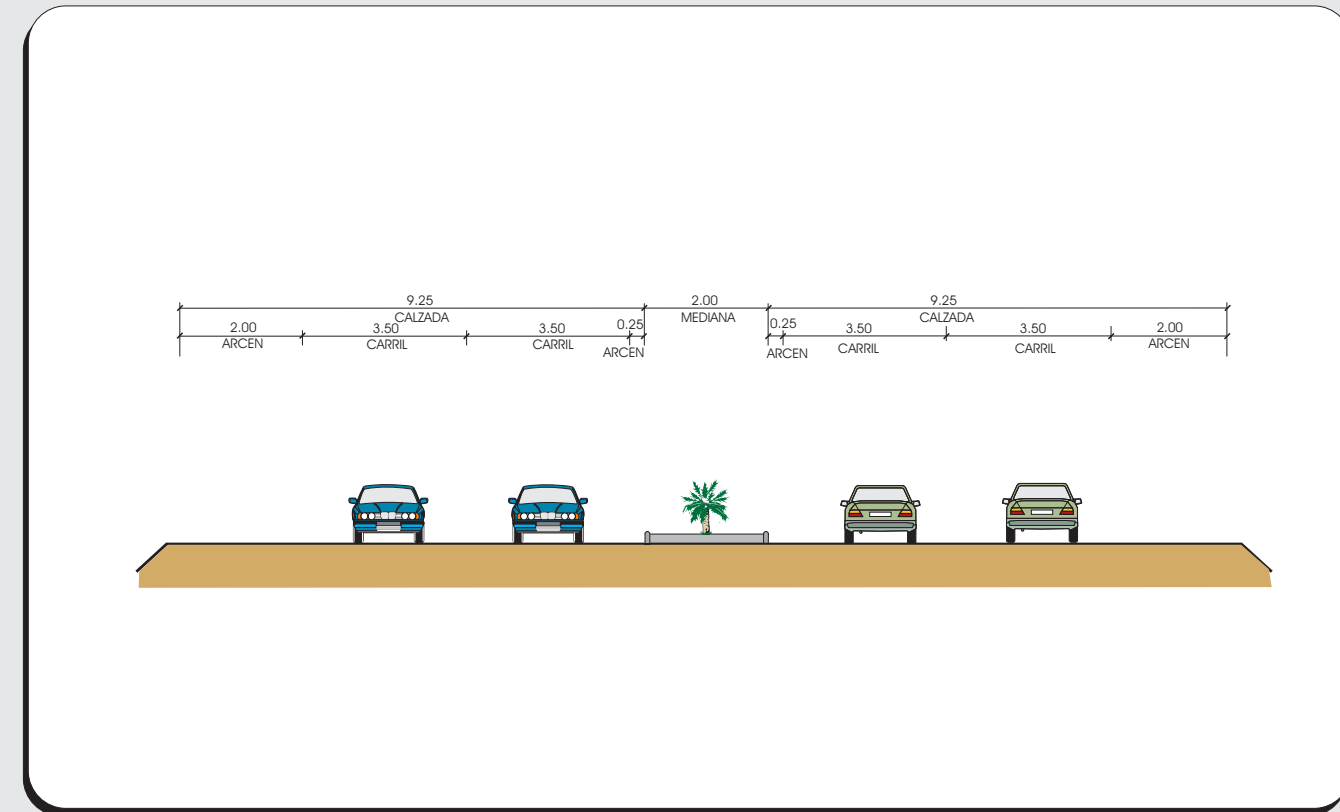 9.25 2.00 9.25
CALZADA MEDIANA CALZADA
2.00 3.50 3.50 0.25 0.25 3.50 3.50 2.00
ARCEN CARRIL CARRIL ARCEN ARCEN CARRIL CARRIL ARCEN